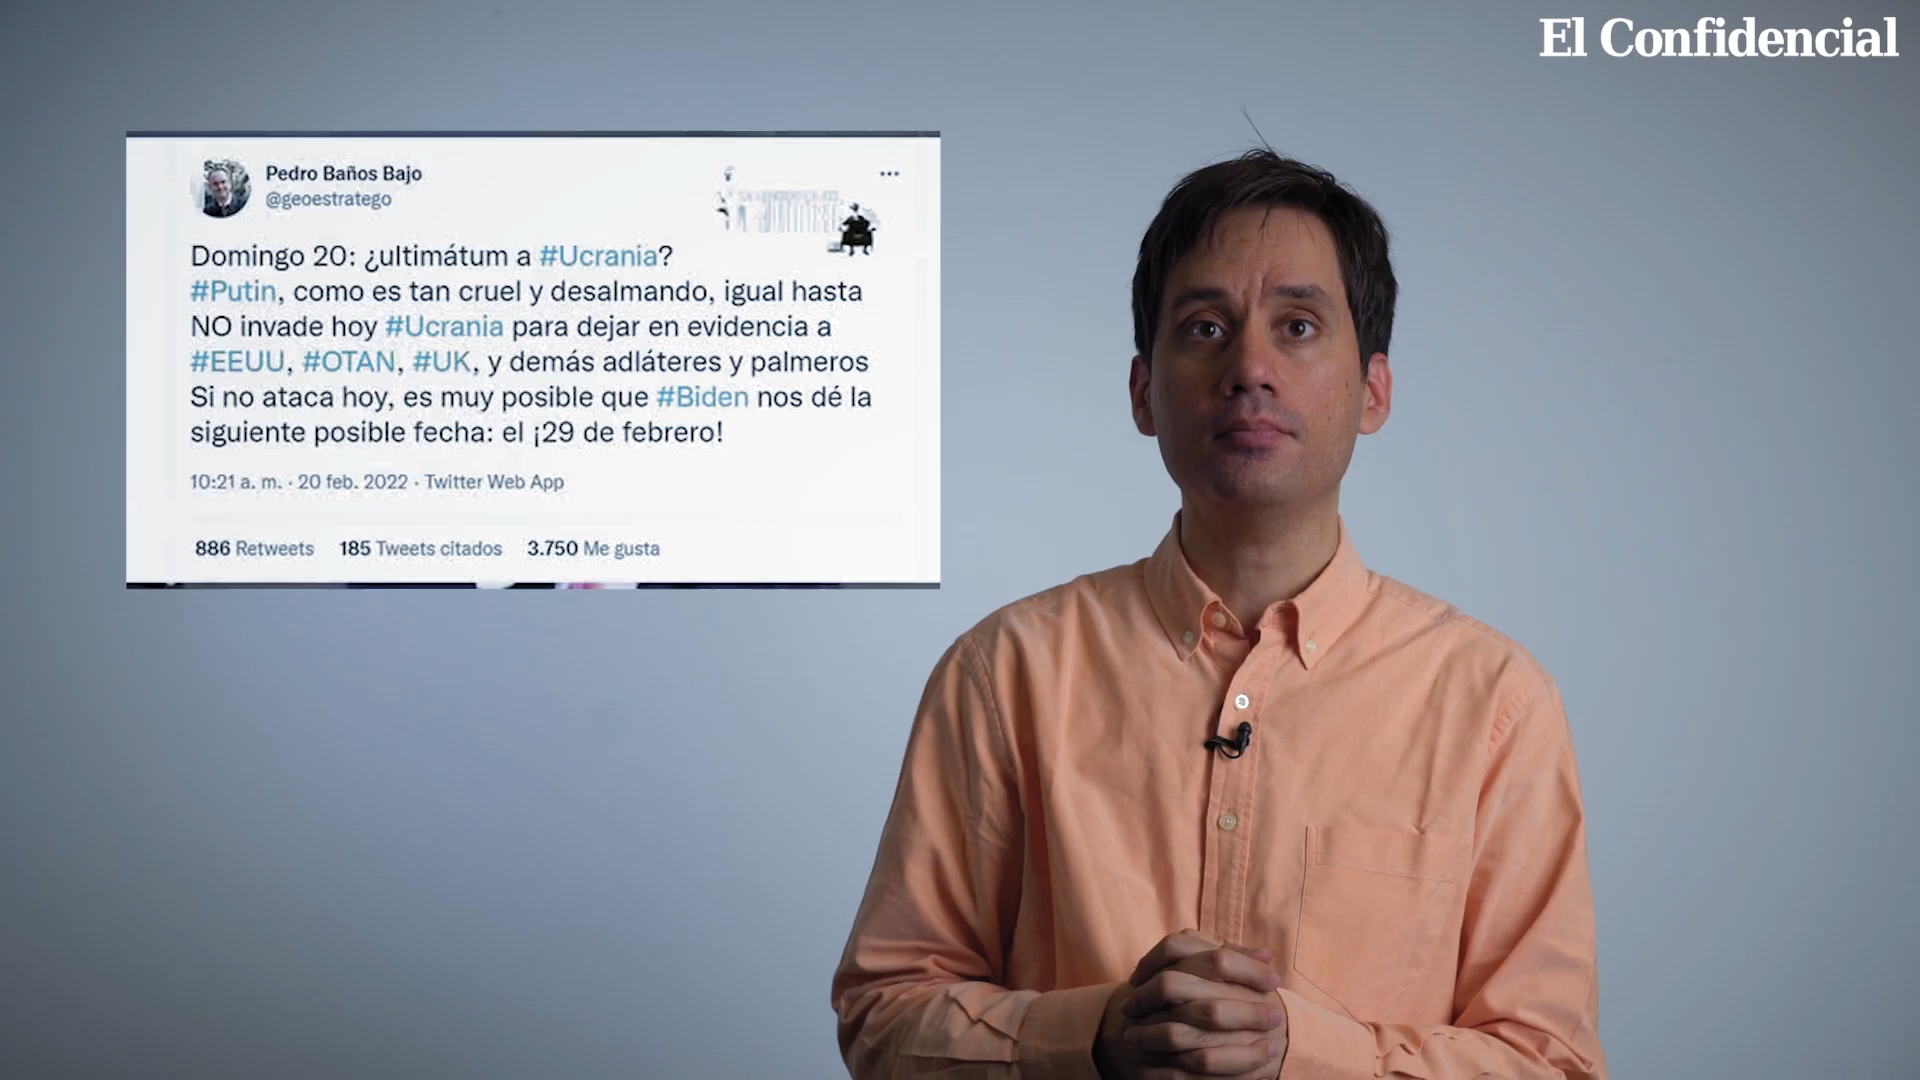 El Confidencial
Pedro Baños Bajo
@geoestratego
Domingo 20: ¿ultimátum a #Ucrania?
#Putin, como es tan cruel y desalmando, igual hasta
NO invade hoy #Ucrania para dejar en evidencia a
#EEUU, #OTAN, #UK, y demás adláteres y palmeros
Si no ataca hoy, es muy posible que #Biden nos dé la
siguiente posible fecha: el ¡29 de febrero!
10:21 a. m. · 20 feb. 2022 · Twitter Web App
886 Retweets 185 Tweets citados 3.750 Me gusta